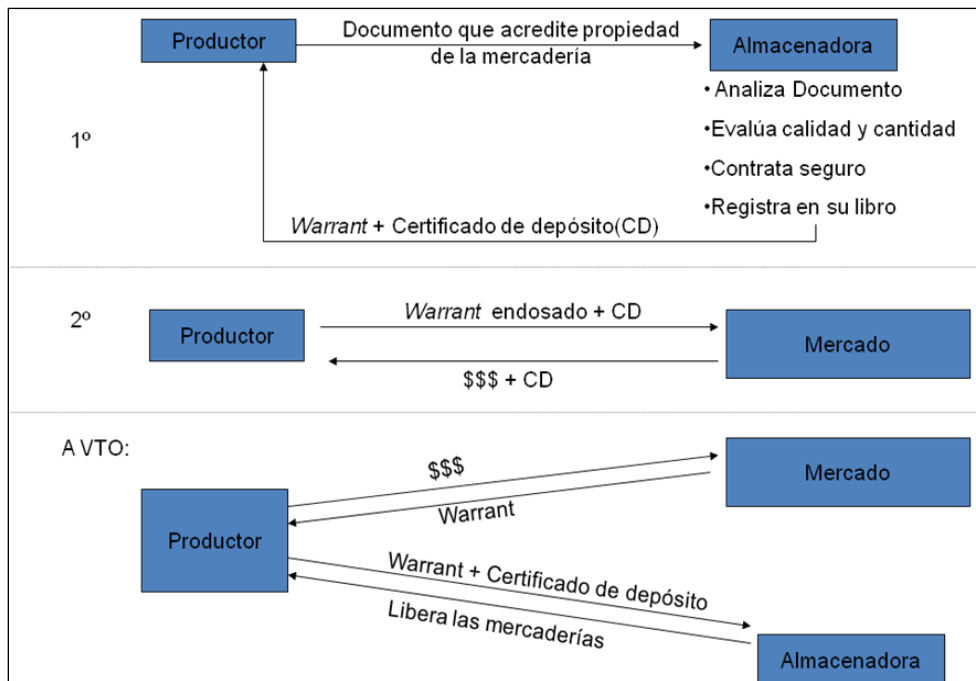 Productor
Documento que acredite propiedad
de la mercadería
Almacenadora
•Analiza Documento
•Evalúa calidad y cantidad
•Contrata seguro
•Registra en su libro
1º
Warrant + Certificado de depósito(CD)
2º
Productor
Warrant endosado + CD
$$$ + CD
Mercado
A VTO:
Productor
$$$
Warrant
Mercado
Warrant + Certificado de depósito
Libera las mercaderías
Almacenadora